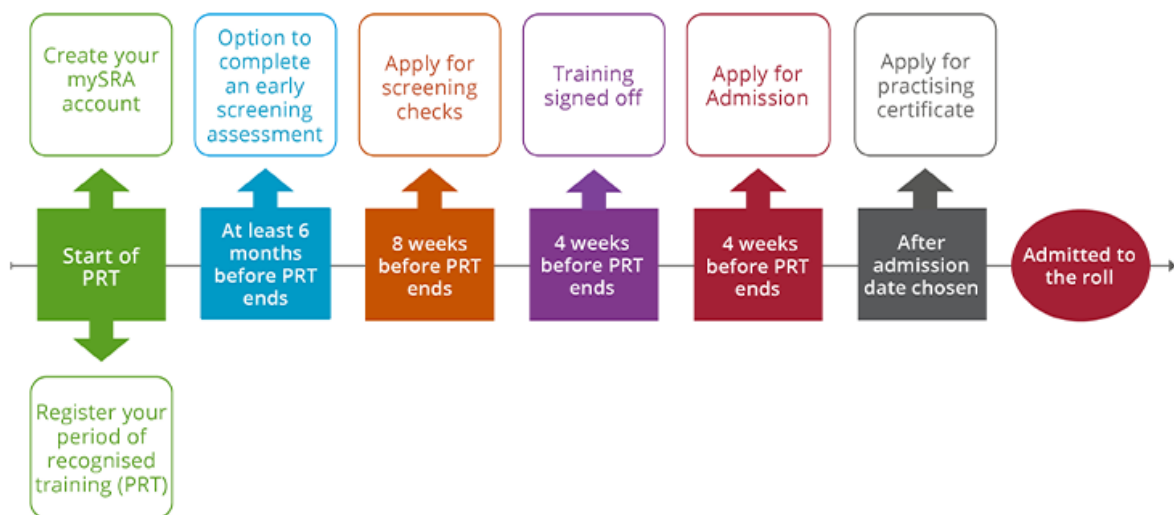 Create your
mySRA
account
Option to
complete
an early
screening
assessment
Apply for
screening
checks
Training
signed off
Apply for
Admission
Apply for
practising
certificate
Start of
PRT
At least 6
months
before PRT
ends
8 weeks
before PRT
ends
4 weeks
before PRT
ends
4 weeks
before PRT
ends
After
admission
date chosen
Admitted to
the roll
Register your
period of
recognised
training (PRT)